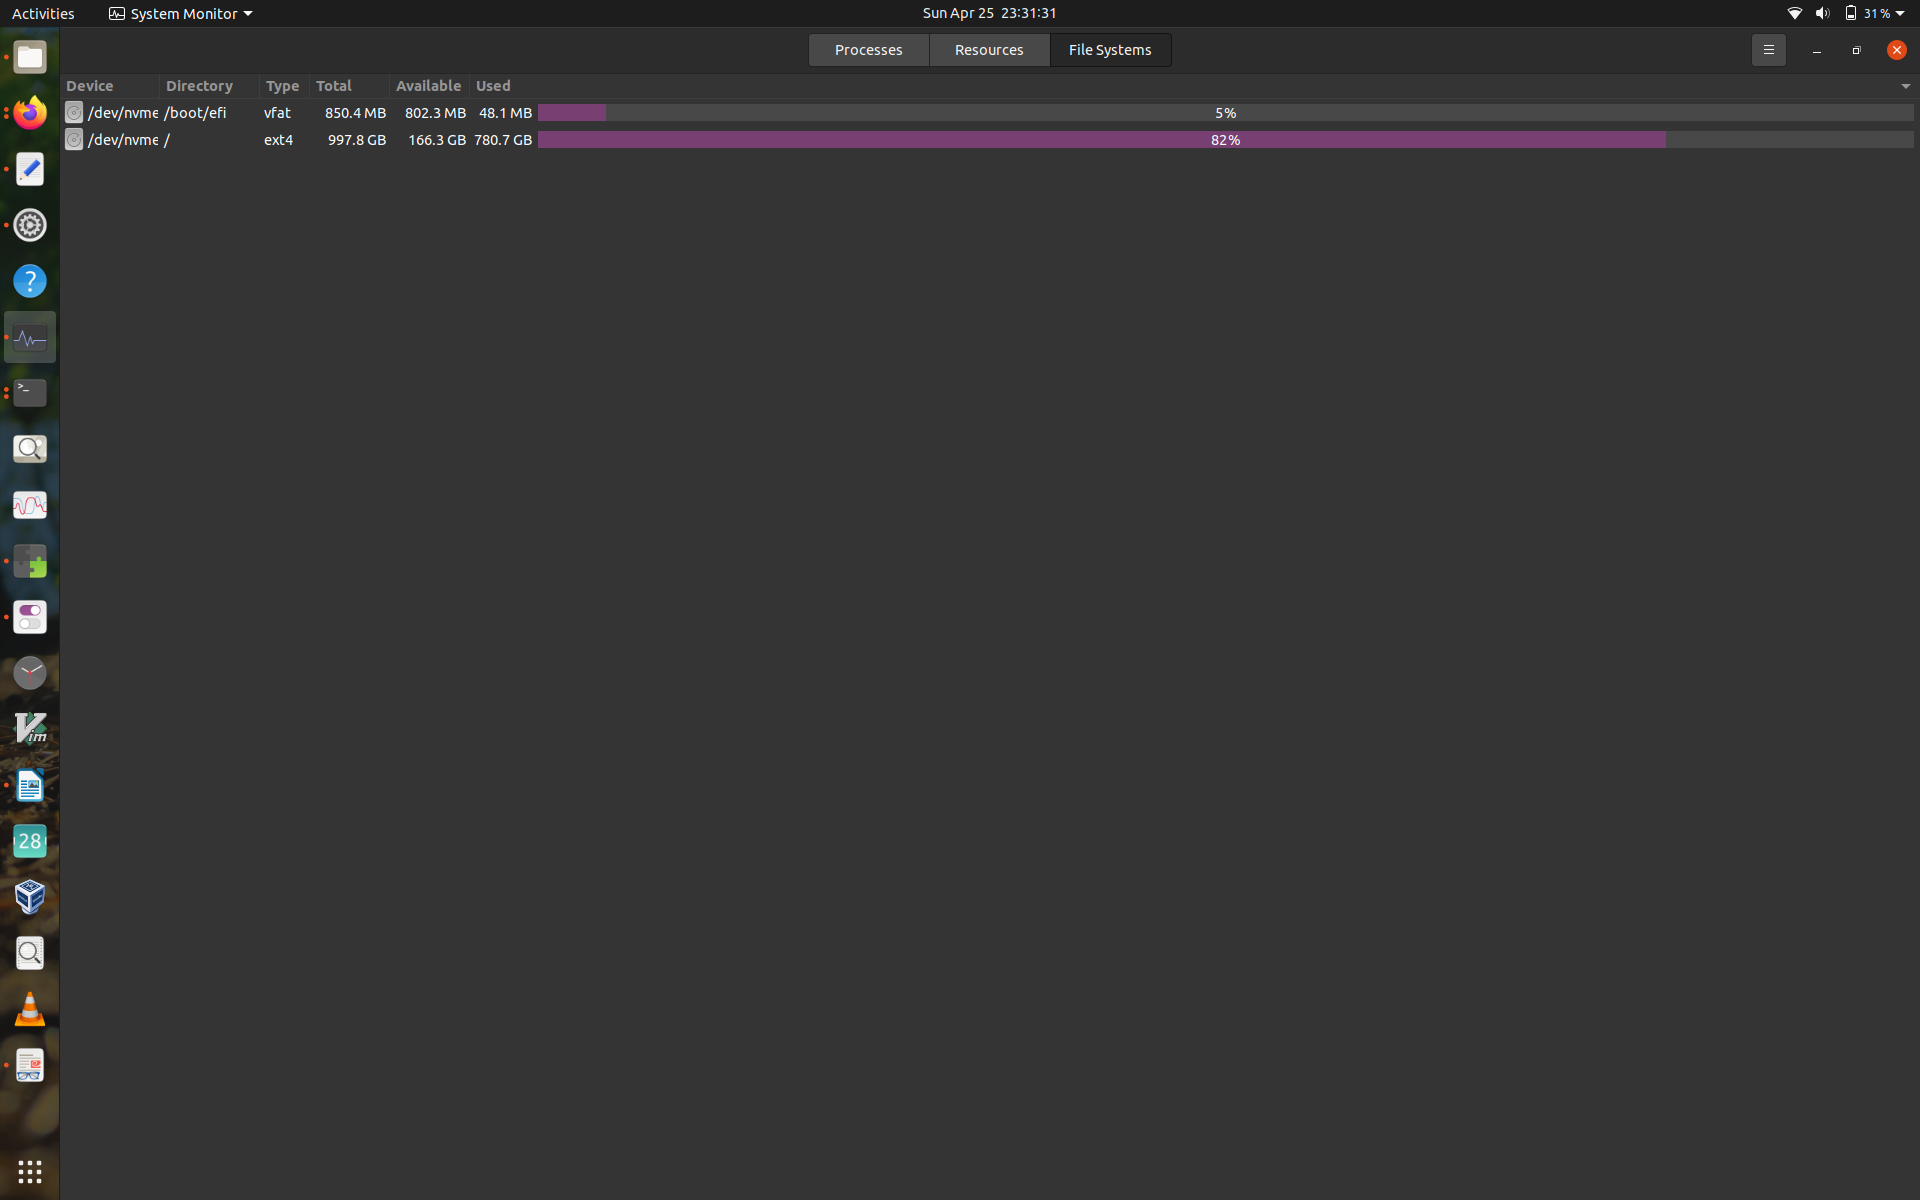 Activities System Monitor Sun Apr 25 23:31:31 31 %
Processes Resources File Systems
Device Directory Type Total Available Used
/dev/nvme /boot/efi vfat 850.4 MB 802.3 MB 48.1 MB 5%
/dev/nvme / ext4 997.8 GB 166.3 GB 780.7 GB 82%
?
>_
Vim
28